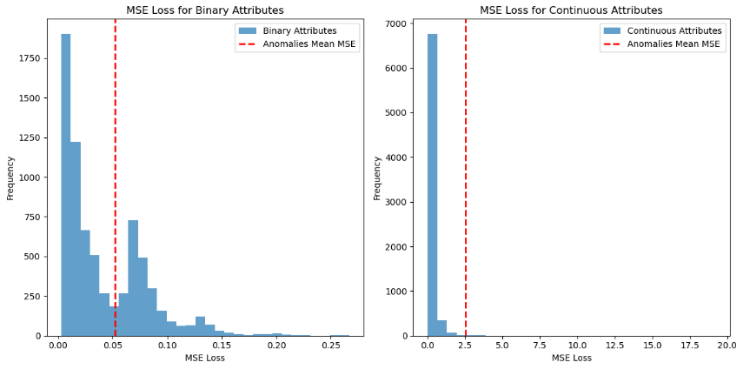 MSE Loss for Binary Attributes
Binary Attributes
Anomalies Mean MSE
1750
1500
1250
1000
750
500
250
0
Frequency
0.00 0.05 0.10 0.15 0.20 0.25
MSE Loss
MSE Loss for Continuous Attributes
Continuous Attributes
Anomalies Mean MSE
7000
6000
5000
4000
3000
2000
1000
0
Frequency
0.0 2.5 5.0 7.5 10.0 12.5 15.0 17.5 20.0
MSE Loss